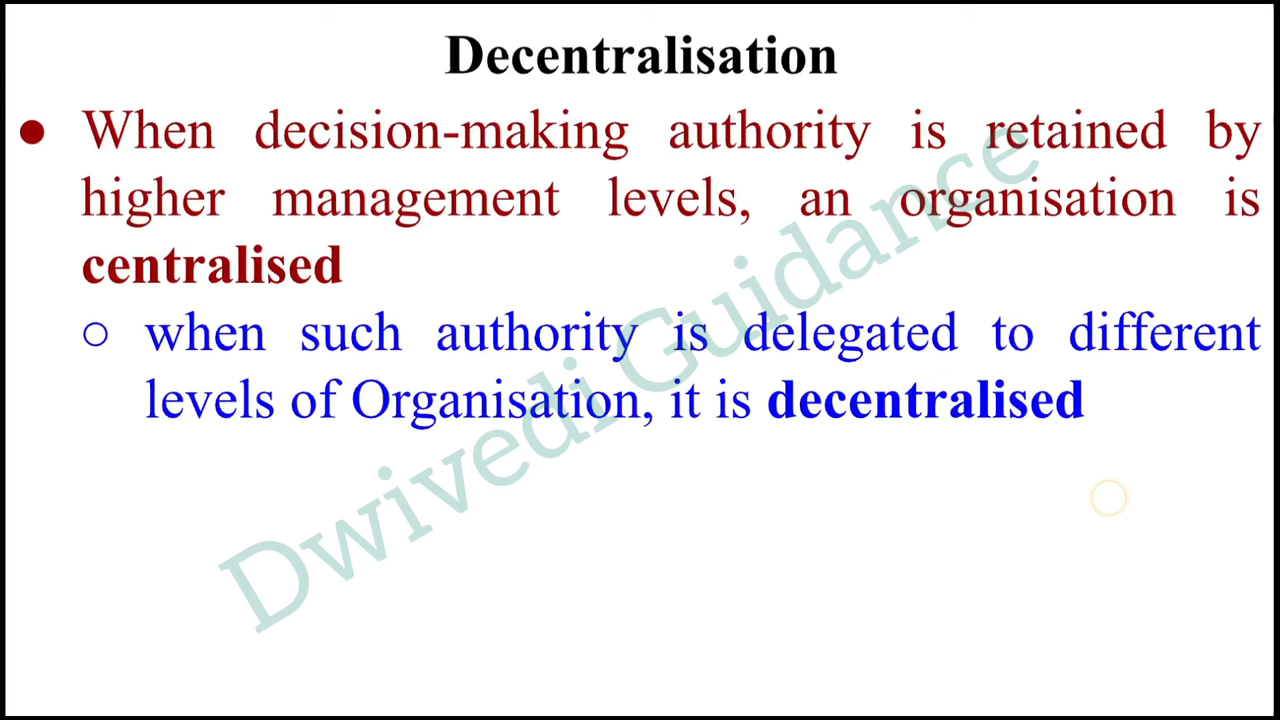 Decentralisation
● When decision-making authority is retained by
higher management levels, an organisation is
centralised
○ when such authority is delegated to different
levels of Organisation, it is decentralised
Dwivedi Guidance